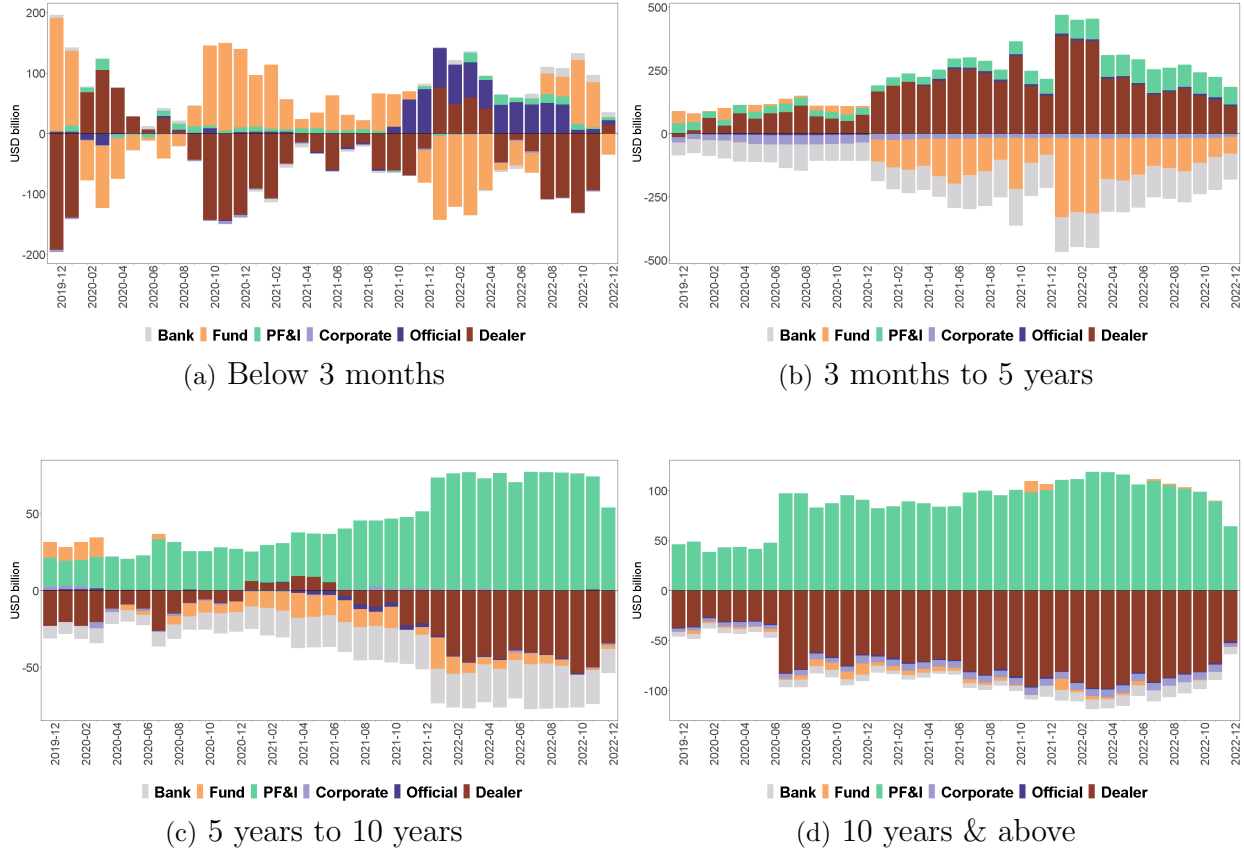 200
100
0
-100
-200
USD billion
2019-12 2020-02 2020-04 2020-06 2020-08 2020-10 2020-12 2021-02 2021-04 2021-06 2021-08 2021-10 2021-12 2022-02 2022-04 2022-06 2022-08 2022-10 2022-12
Bank Fund PF&I Corporate Official Dealer
(a) Below 3 months
500
250
0
-250
-500
USD billion
2019-12 2020-02 2020-04 2020-06 2020-08 2020-10 2020-12 2021-02 2021-04 2021-06 2021-08 2021-10 2021-12 2022-02 2022-04 2022-06 2022-08 2022-10 2022-12
Bank Fund PF&I Corporate Official Dealer
(b) 3 months to 5 years
50
0
-50
USD billion
2019-12 2020-02 2020-04 2020-06 2020-08 2020-10 2020-12 2021-02 2021-04 2021-06 2021-08 2021-10 2021-12 2022-02 2022-04 2022-06 2022-08 2022-10 2022-12
Bank Fund PF&I Corporate Official Dealer
(c) 5 years to 10 years
100
50
0
-50
-100
USD billion
2019-12 2020-02 2020-04 2020-06 2020-08 2020-10 2020-12 2021-02 2021-04 2021-06 2021-08 2021-10 2021-12 2022-02 2022-04 2022-06 2022-08 2022-10 2022-12
Bank Fund PF&I Corporate Official Dealer
(d) 10 years & above